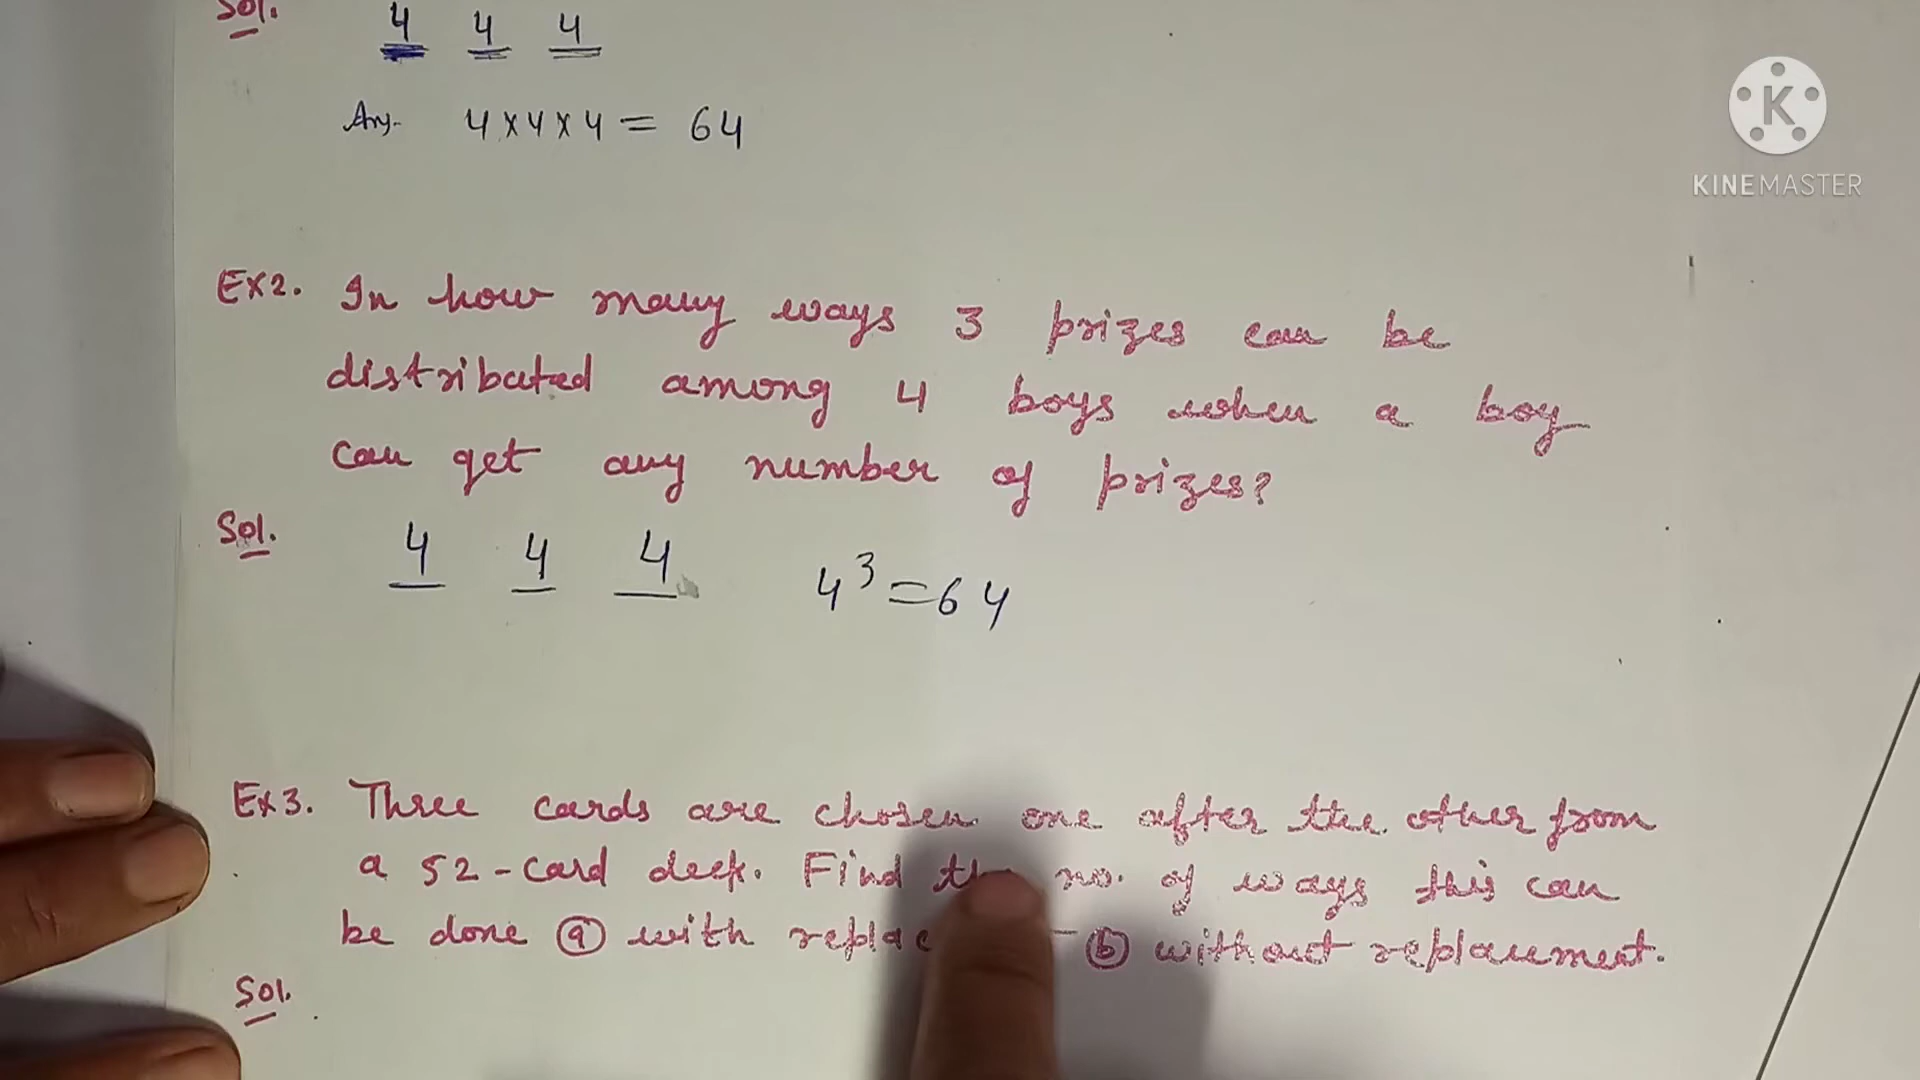 Sol.
4 4 4
Ans. 4×4×4 = 64
K
KINEMASTER
Ex2. In how many ways 3 prizes can be
distributed among 4 boys when a boy
can get any number of prizes?
Sol. 4 4 4 4³ = 64
Ex3. Three cards are chosen one after the other from
a 52-card deck. Find the no. of ways this can
be done ⓐ with ⓑ without replacement.
Sol.